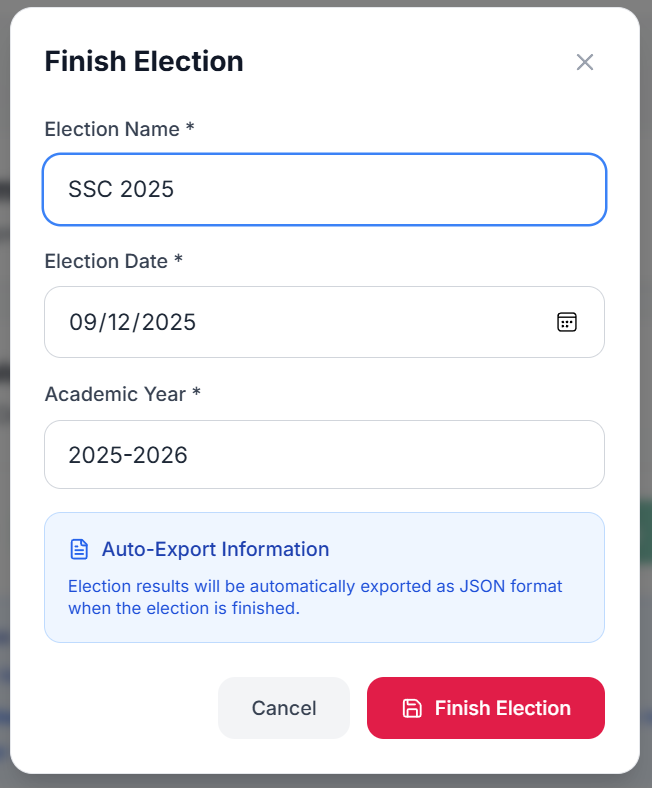 Finish Election
Election Name *
SSC 2025
Election Date *
09/12/2025
Academic Year *
2025-2026
Auto-Export Information
Election results will be automatically exported as JSON format
when the election is finished.
Cancel
Finish Election